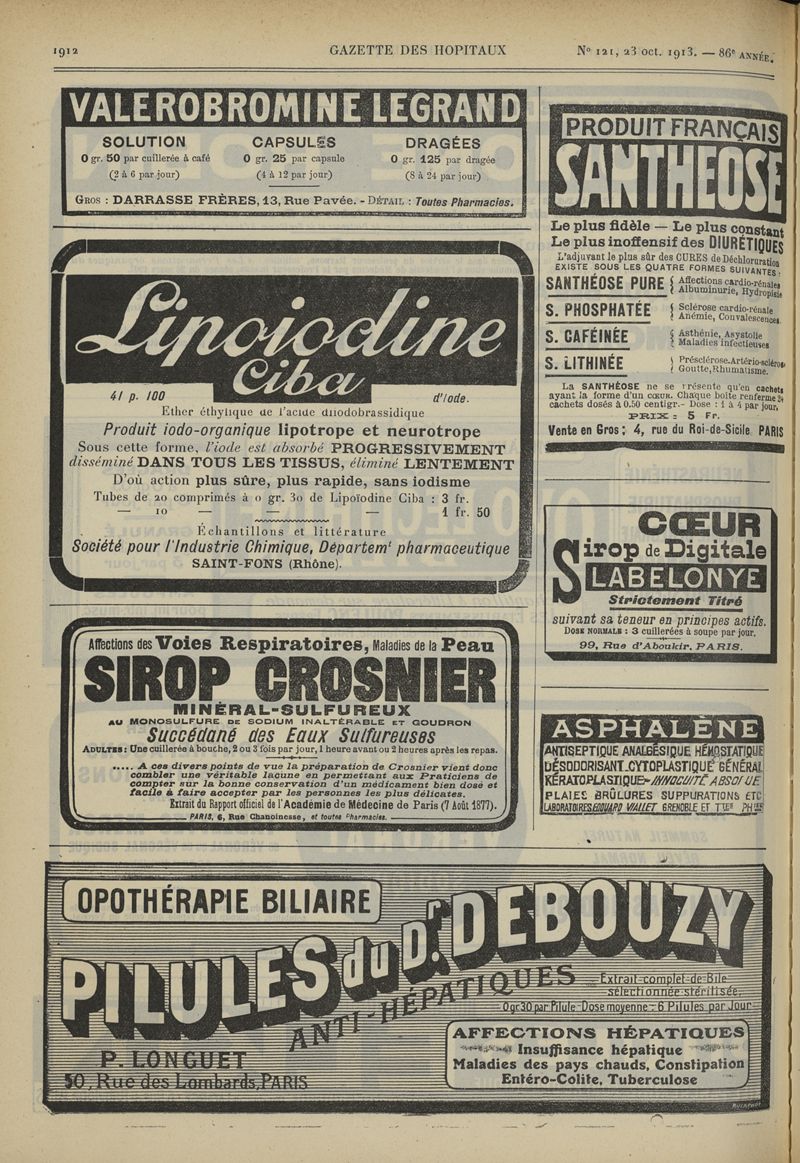 1912
GAZETTE DES HOPITAUX
N° 121, 23 oct. 1913. — 86e ANNÉE.
VALEROBROMINE LEGRAND
SOLUTION
0 gr. 50 par cuillerée à café
(2 à 6 par jour)
CAPSULES
0 gr. 25 par capsule
(4 à 12 par jour)
DRAGÉES
0 gr. 125 par dragée
(8 à 24 par jour)
GROS : DARRASSE FRÈRES, 13, Rue Pavée. - DÉTAIL : Toutes Pharmacies.
Lipoiodine
Ciba
41 p. 100
d'Iode.
Ether éthylique de l'acide diiodobrassidique
Produit iodo-organique lipotrope et neurotrope
Sous cette forme, l'iode est absorbé PROGRESSIVEMENT
disséminé DANS TOUS LES TISSUS, éliminé LENTEMENT
D'où action plus sûre, plus rapide, sans iodisme
Tubes de 20 comprimés à 0 gr. 30 de Lipoïodine Ciba : 3 fr.
— 10 — — — 1 fr. 50
Échantillons et littérature
Société pour l'Industrie Chimique, Départemt pharmaceutique
SAINT-FONS (Rhône).
Affections des Voies Respiratoires, Maladies de la Peau
SIROP CROSNIER
MINÉRAL-SULFUREUX
AU MONOSULFURE DE SODIUM INALTÉRABLE ET GOUDRON
Succédané des Eaux Sulfureuses
ADULTES : Une cuillerée à bouche, 2 ou 3 fois par jour, 1 heure avant ou 2 heures après les repas.
..... A ces divers points de vue la préparation de Crosnier vient donc
combler une véritable lacune en permettant aux Praticiens de
compter sur la bonne conservation d'un médicament bien dosé et
facile à faire accepter par les personnes les plus délicates.
Extrait du Rapport officiel de l'Académie de Médecine de Paris (7 Août 1877).
PARIS, 6, Rue Chanoinesse, et toutes Pharmacies.
PRODUIT FRANÇAIS
SANTHEOSE
Le plus fidèle — Le plus constant
Le plus inoffensif des DIURÉTIQUES
L'adjuvant le plus sûr des CURES de Déchloruration
EXISTE SOUS LES QUATRE FORMES SUIVANTES :
SANTHÉOSE PURE { Affections cardio-rénales
Albuminurie, Hydropisie
S. PHOSPHATÉE { Sclérose cardio-rénale
Anémie, Convalescences
S. CAFÉINÉE { Asthénie, Asystolie
Maladies infectieuses
S. LITHINÉE { Présclérose-Artério-sclérose
Goutte, Rhumatisme.
La SANTHÉOSE ne se présente qu'en cachets
ayant la forme d'un cœur. Chaque boîte renferme 24
cachets dosés à 0.50 centigr. - Dose : 1 à 4 par jour,
PRIX : 5 Fr.
Vente en Gros : 4, rue du Roi-de-Sicile PARIS
CŒUR
Sirop de Digitale
LABELONYE
Strictement Titré
suivant sa teneur en principes actifs.
DOSE NORMALE : 3 cuillerées à soupe par jour.
99, Rue d'Aboukir, PARIS.
ASPHALÈNE
ANTISEPTIQUE ANALGÉSIQUE HÉMOSTATIQUE
DÉSODORISANT CYTOPLASTIQUE GÉNÉRAL
KÉRATOPLASTIQUE - INNOCUITÉ ABSOLUE
PLAIES BRÛLURES SUPPURATIONS ETC
LABORATOIRES EDOUARD VIALLET GRENOBLE ET TTES PHIES
OPOTHÉRAPIE BILIAIRE
PILULES du Dr DEBOUZY
ANTI-HÉPATIQUES
Extrait complet de Bile
sélectionnée stérilisée.
0 gr 30 par Pilule - Dose moyenne - 6 Pilules par Jour
P. LONGUET
50, Rue des Lombards, PARIS
AFFECTIONS HÉPATIQUES
Insuffisance hépatique
Maladies des pays chauds, Constipation
Entéro-Colite, Tuberculose